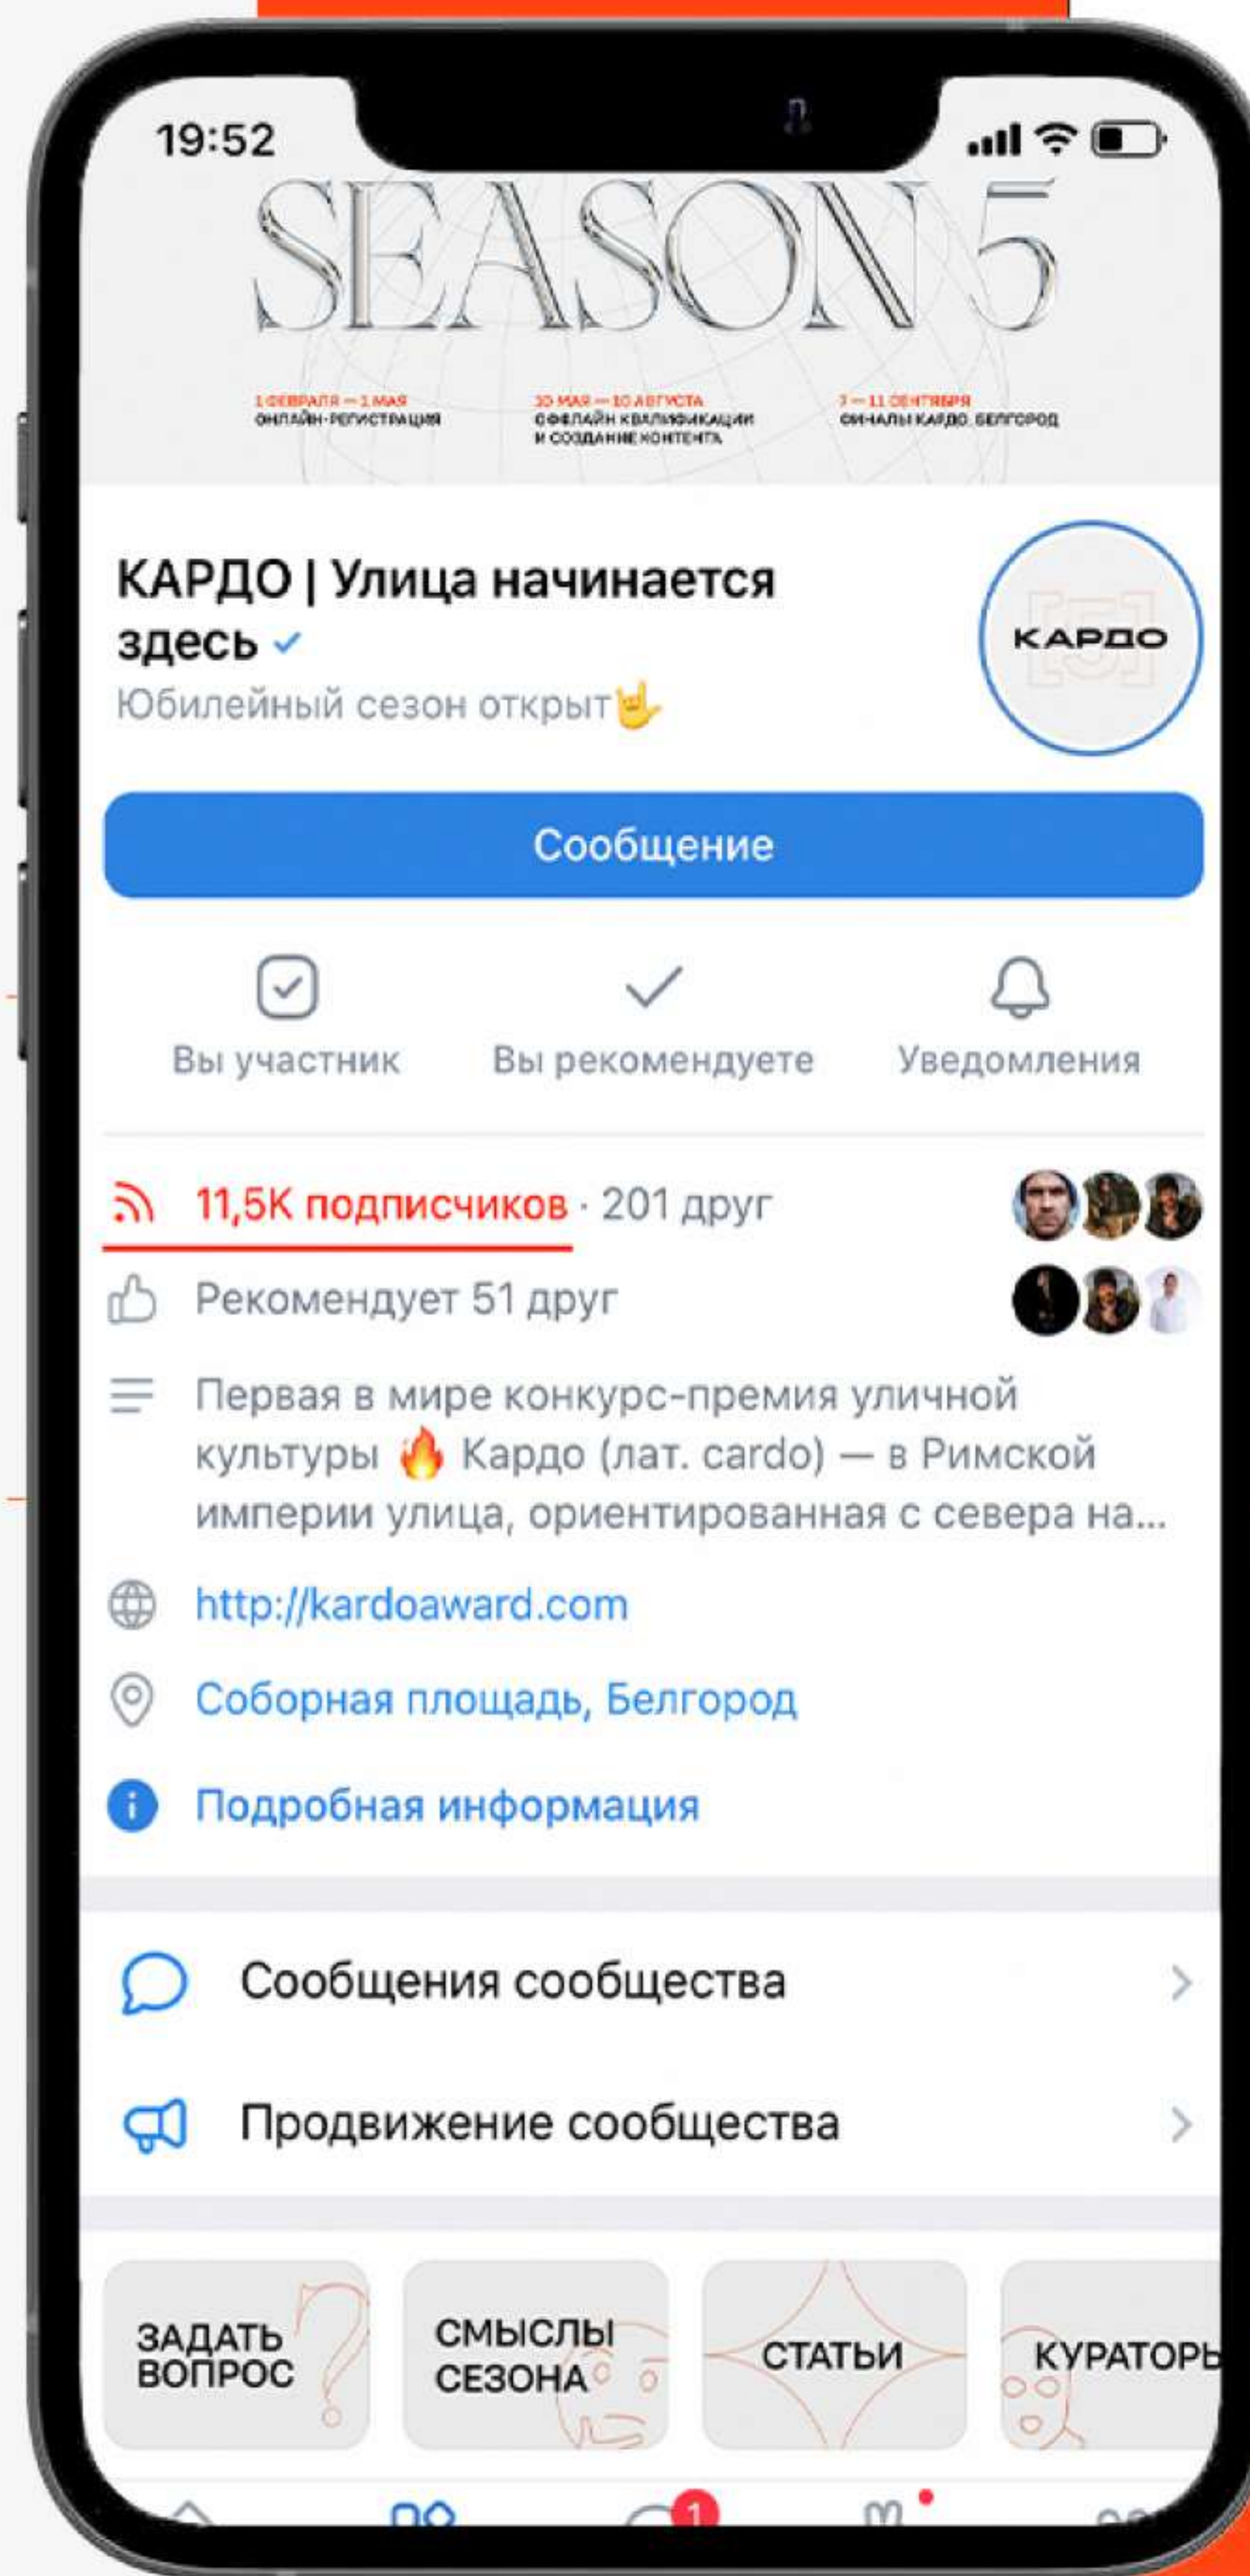 19:52
SEASON 5
1 ФЕВРАЛЯ — 1 МАЯ
ОНЛАЙН-РЕГИСТРАЦИЯ
10 МАЯ — 10 АВГУСТА
ОФФЛАЙН КВАЛИФИКАЦИИ
И СОЗДАНИЕ КОНТЕНТА
7 — 11 СЕНТЯБРЯ
ФИНАЛЫ КАРДО, БЕЛГОРОД
КАРДО | Улица начинается
здесь
Юбилейный сезон открыт
[5]
КАРДО
Сообщение
Вы участник
Вы рекомендуете
Уведомления
11,5K подписчиков · 201 друг
Рекомендует 51 друг
Первая в мире конкурс-премия уличной
культуры 🔥 Кардо (лат. cardo) — в Римской
империи улица, ориентированная с севера на...
http://kardoaward.com
Соборная площадь, Белгород
Подробная информация
Сообщения сообщества
Продвижение сообщества
ЗАДАТЬ
ВОПРОС
СМЫСЛЫ
СЕЗОНА
СТАТЬИ
КУРАТОРЫ
1